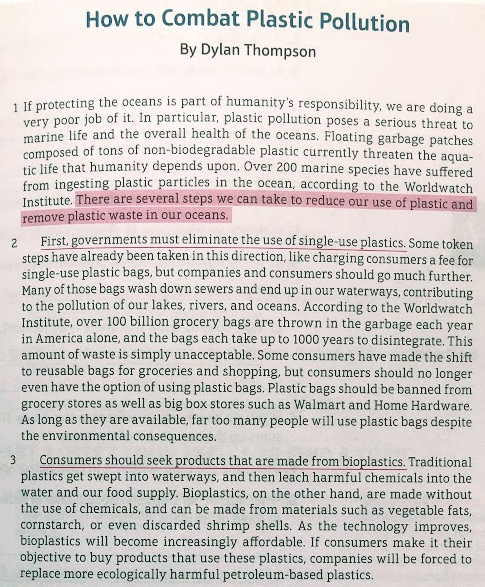 How to Combat Plastic Pollution
By Dylan Thompson
1 If protecting the oceans is part of humanity's responsibility, we are doing a
very poor job of it. In particular, plastic pollution poses a serious threat to
marine life and the overall health of the oceans. Floating garbage patches
composed of tons of non-biodegradable plastic currently threaten the aqua-
tic life that humanity depends upon. Over 200 marine species have suffered
from ingesting plastic particles in the ocean, according to the Worldwatch
Institute. There are several steps we can take to reduce our use of plastic and
remove plastic waste in our oceans.
2 First, governments must eliminate the use of single-use plastics. Some token
steps have already been taken in this direction, like charging consumers a fee for
single-use plastic bags, but companies and consumers should go much further.
Many of those bags wash down sewers and end up in our waterways, contributing
to the pollution of our lakes, rivers, and oceans. According to the Worldwatch
Institute, over 100 billion grocery bags are thrown in the garbage each year
in America alone, and the bags each take up to 1000 years to disintegrate. This
amount of waste is simply unacceptable. Some consumers have made the shift
to reusable bags for groceries and shopping, but consumers should no longer
even have the option of using plastic bags. Plastic bags should be banned from
grocery stores as well as big box stores such as Walmart and Home Hardware.
As long as they are available, far too many people will use plastic bags despite
the environmental consequences.
3 Consumers should seek products that are made from bioplastics. Traditional
plastics get swept into waterways, and then leach harmful chemicals into the
water and our food supply. Bioplastics, on the other hand, are made without
the use of chemicals, and can be made from materials such as vegetable fats,
cornstarch, or even discarded shrimp shells. As the technology improves,
bioplastics will become increasingly affordable. If consumers make it their
objective to buy products that use these plastics, companies will be forced to
replace more ecologically harmful petroleum-based plastics.